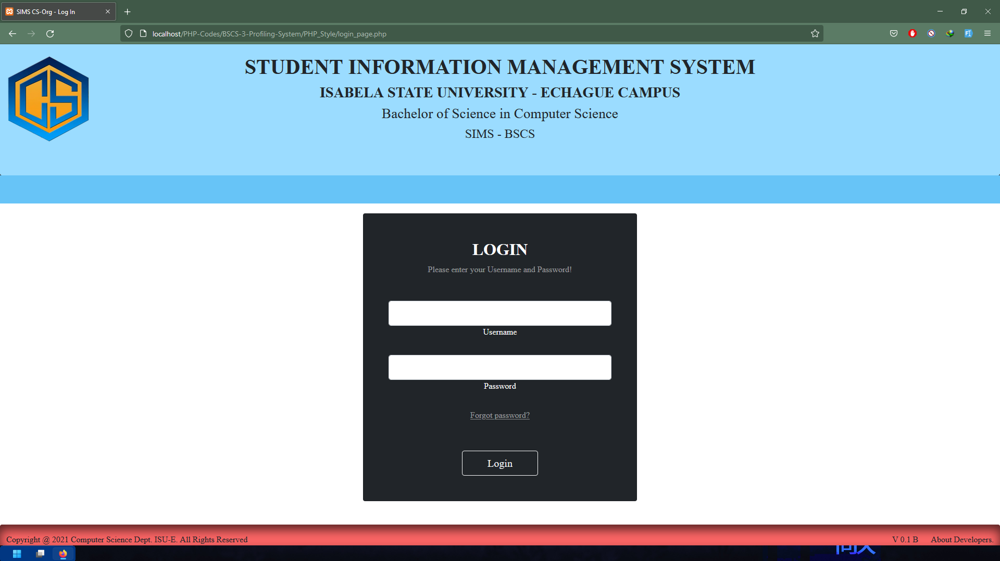 SIMS CS-Org - Log In
localhost/PHP-Codes/BSCS-3-Profiling-System/PHP_Style/login_page.php
CS
STUDENT INFORMATION MANAGEMENT SYSTEM
ISABELA STATE UNIVERSITY - ECHAGUE CAMPUS
Bachelor of Science in Computer Science
SIMS - BSCS
LOGIN
Please enter your Username and Password!
Username
Password
Forgot password?
Login
Copyright @ 2021 Computer Science Dept. ISU-E. All Rights Reserved
V 0.1 B
About Developers.